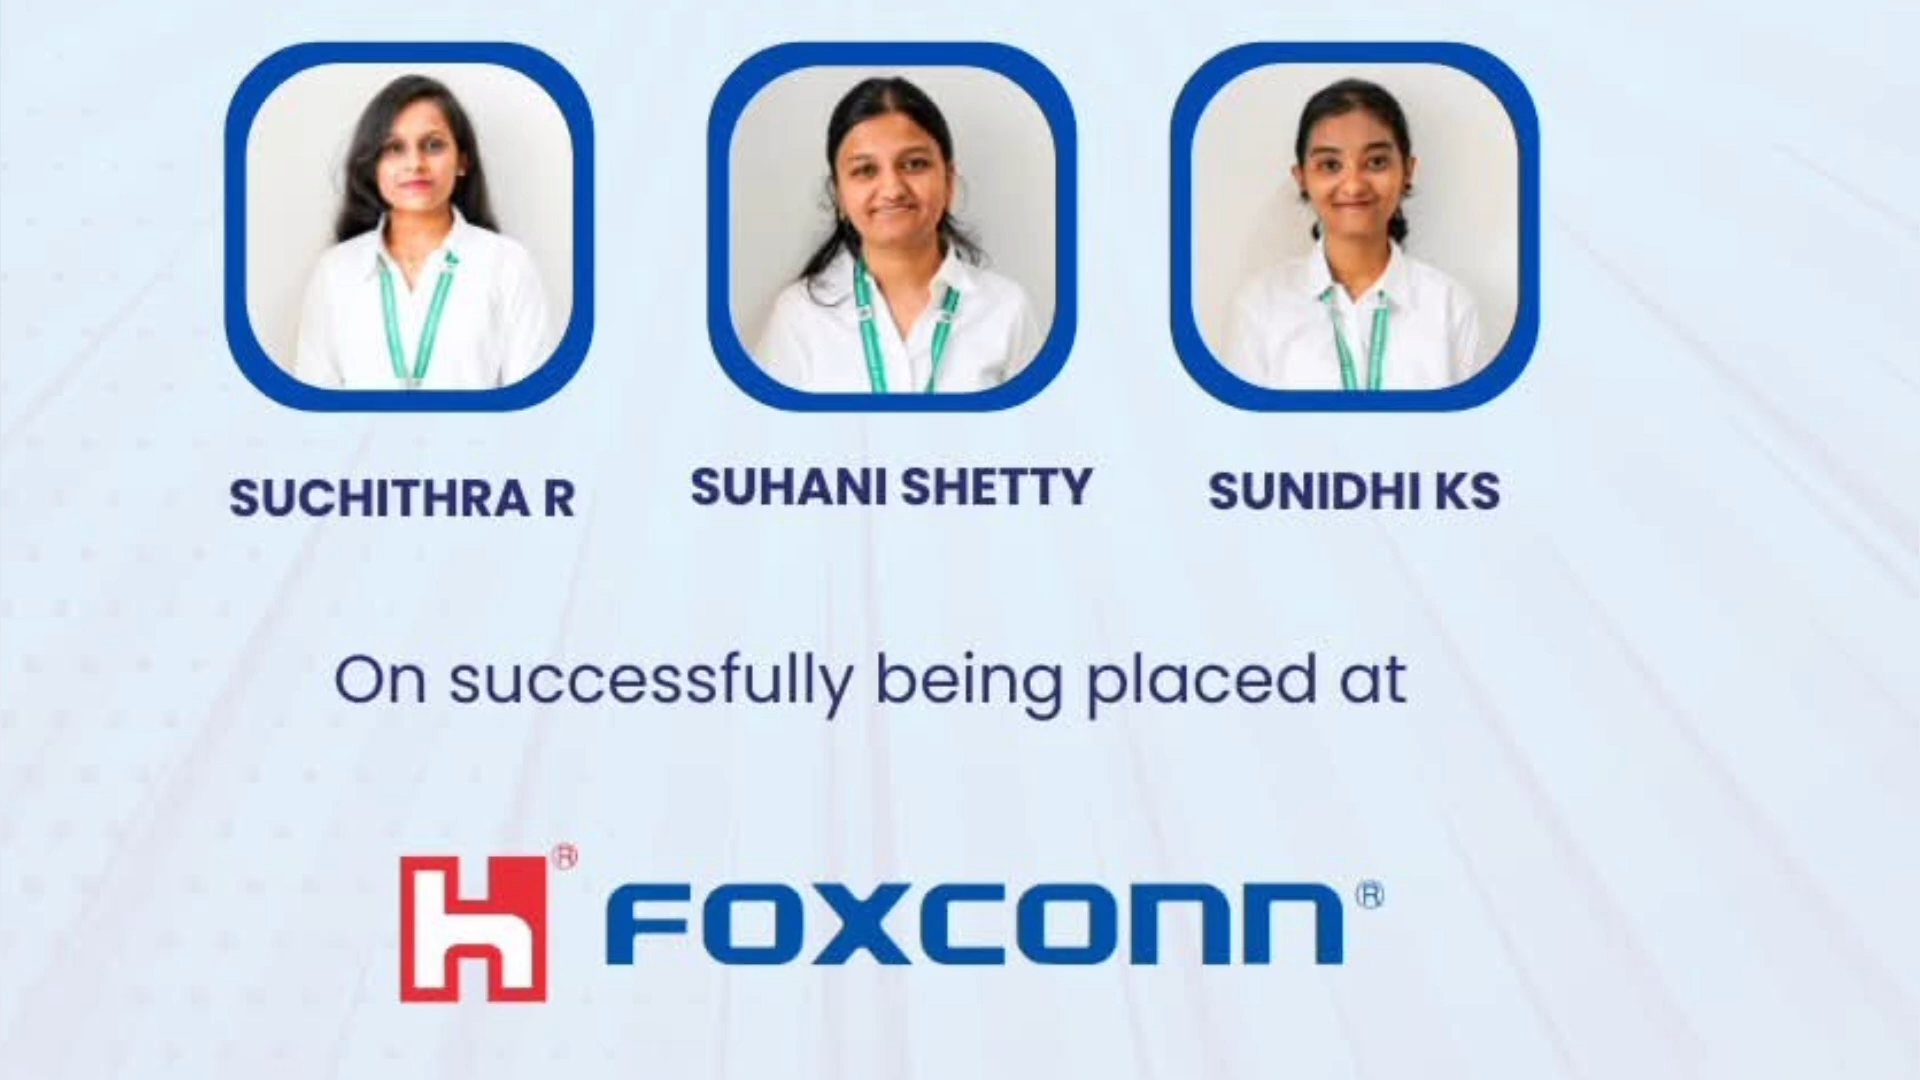 SUCHITHRA R SUHANI SHETTY SUNIDHI KS
On successfully being placed at
h® FOXCONN®